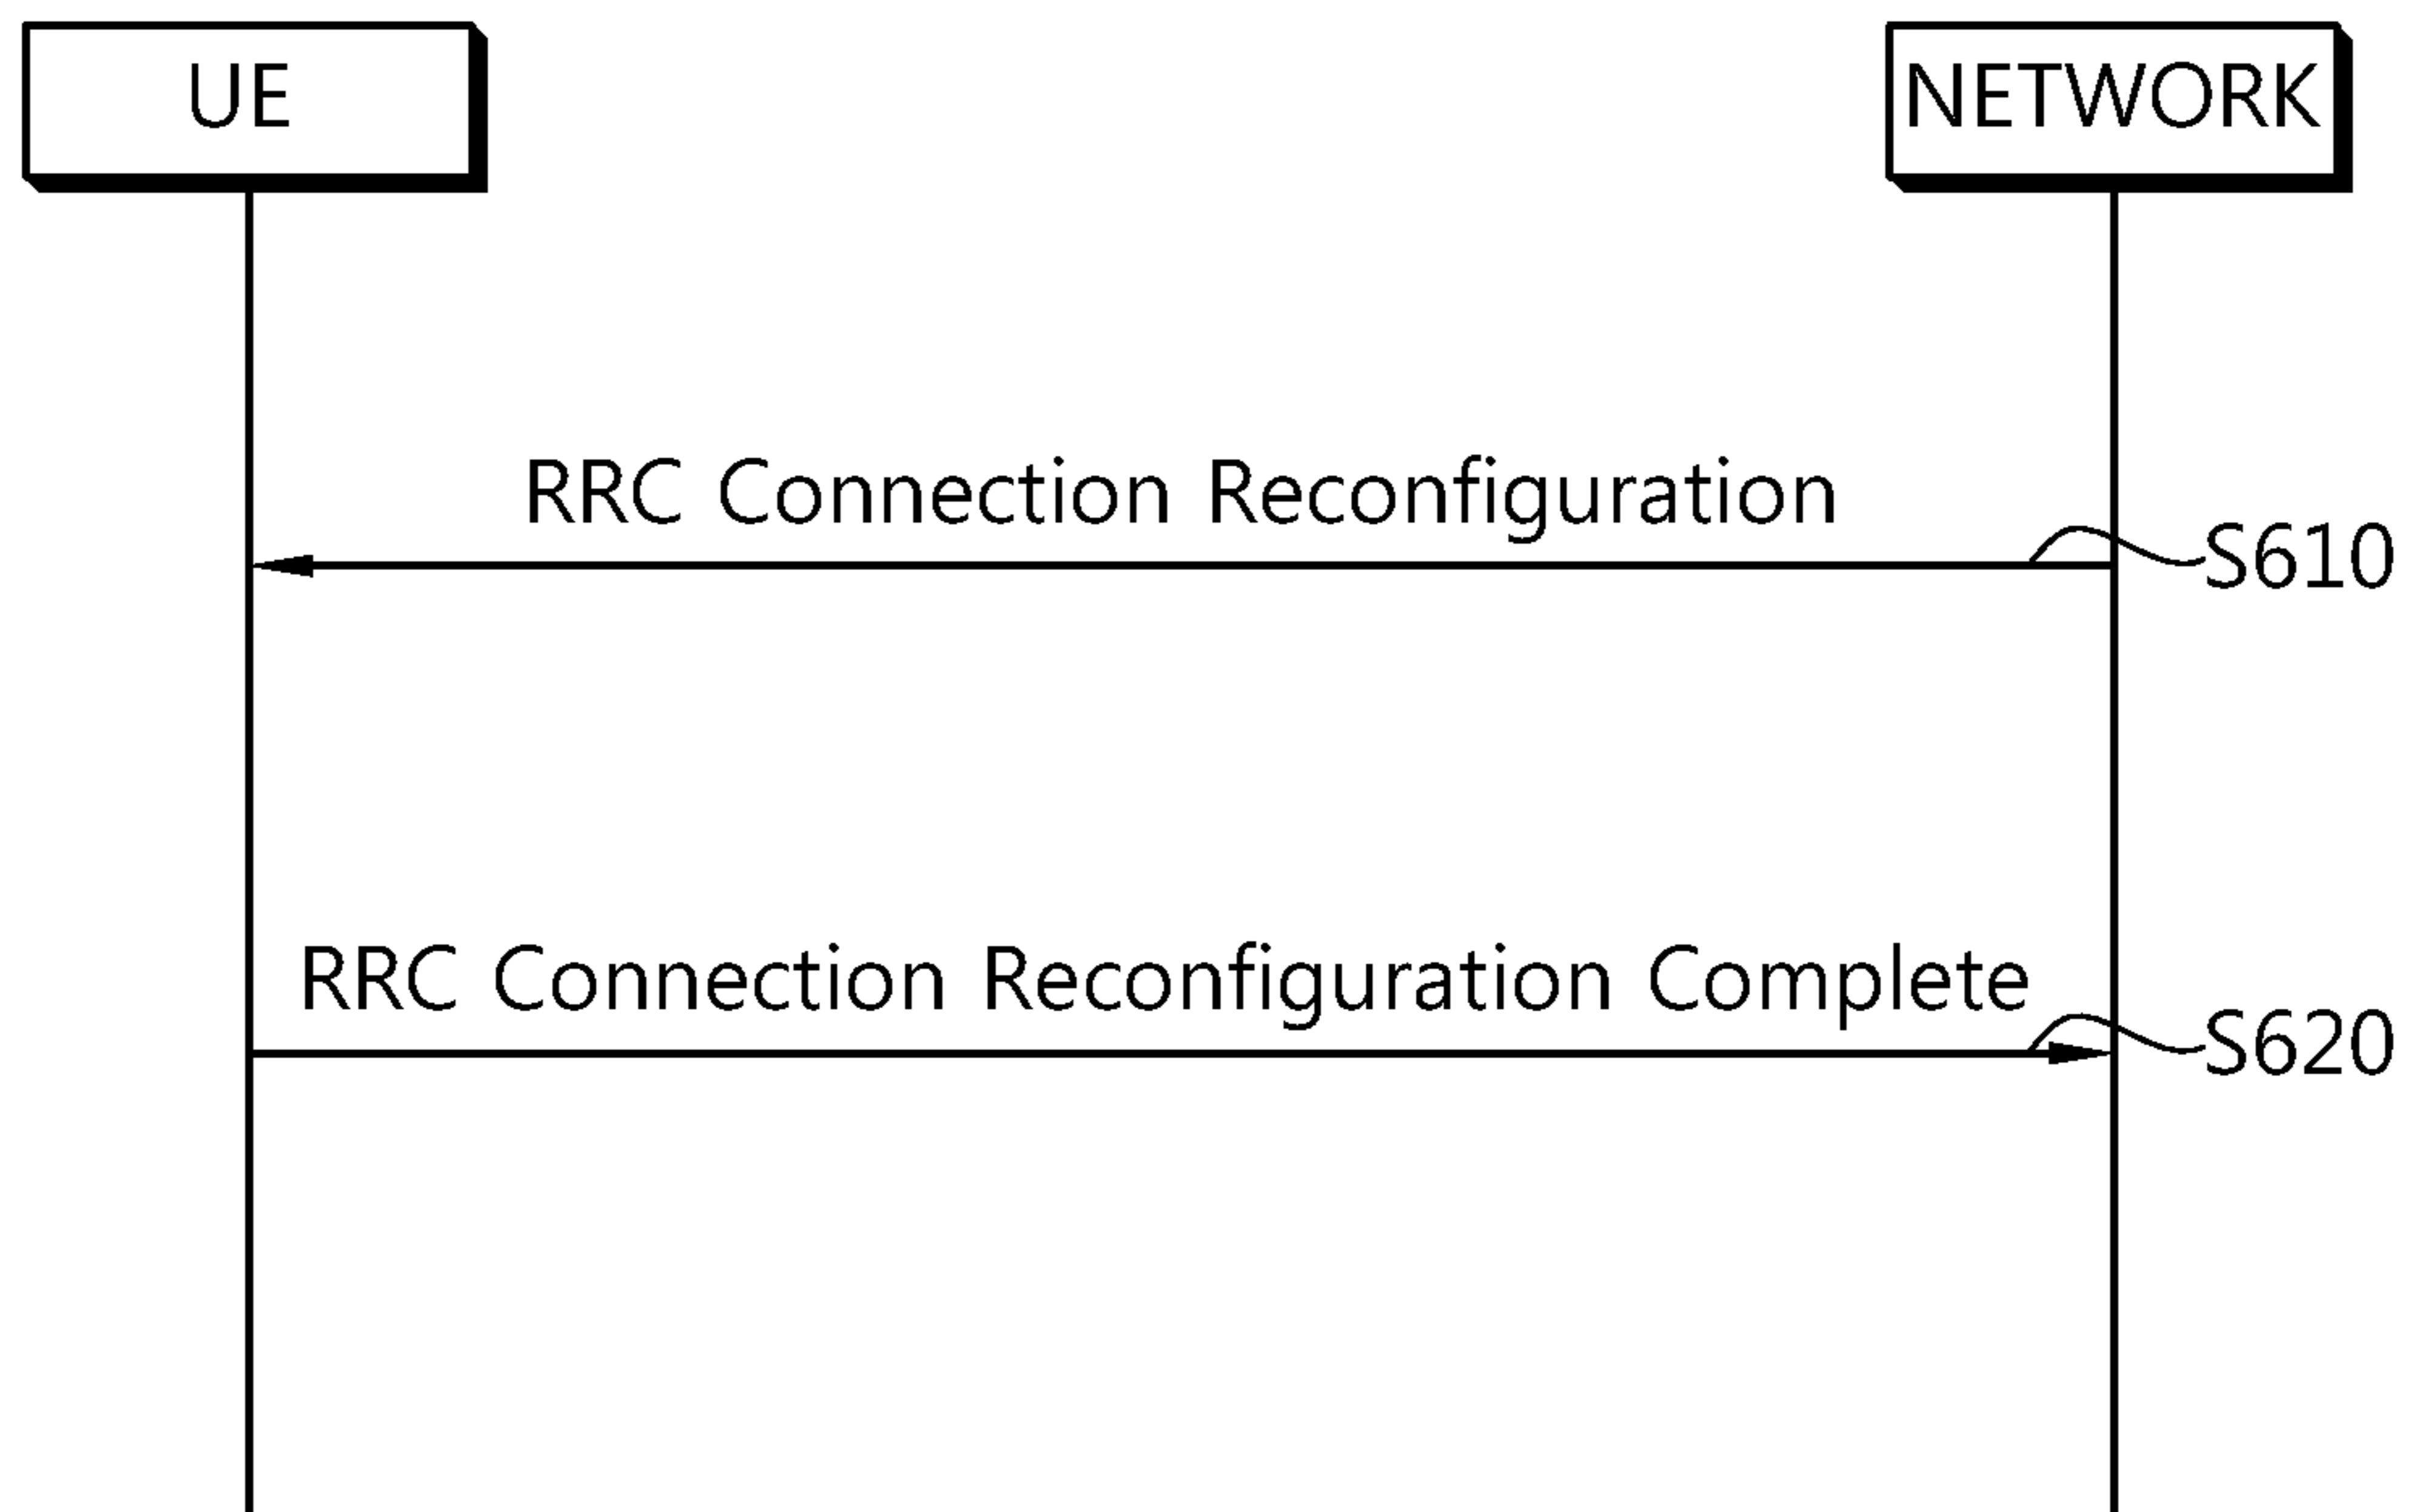 UE
NETWORK
RRC Connection Reconfiguration
S610
RRC Connection Reconfiguration Complete
S620